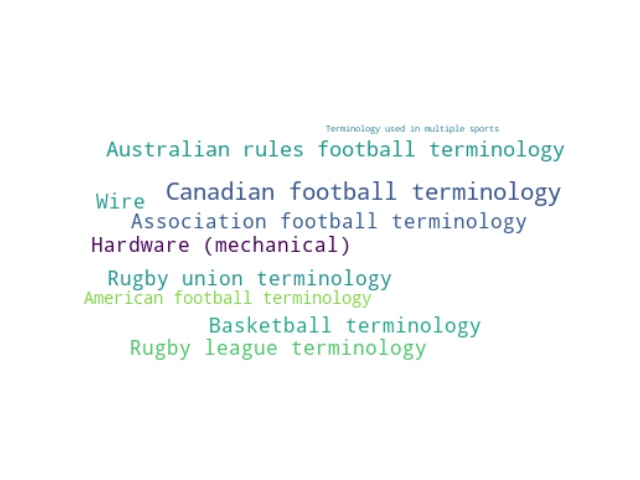 Terminology used in multiple sports
Australian rules football terminology
Canadian football terminology
Wire
Association football terminology
Hardware (mechanical)
Rugby union terminology
American football terminology
Basketball terminology
Rugby league terminology